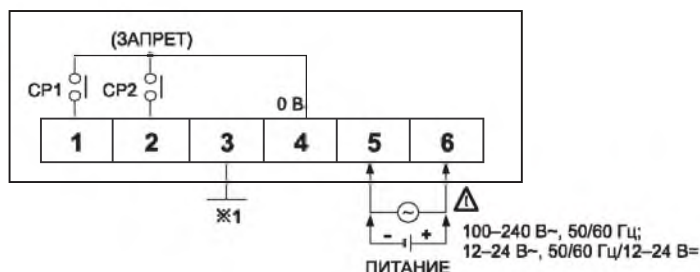 (ЗАПРЕТ)
CP1 CP2
0 В
1 2 3 4 5 6
※1
- +
100–240 В~, 50/60 Гц;
12–24 В~, 50/60 Гц/12–24 В=
ПИТАНИЕ